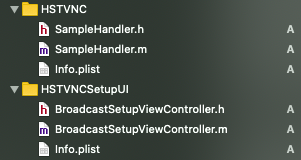 HSTVNC
h SampleHandler.h A
m SampleHandler.m A
Info.plist A
HSTVNCSetupUI
h BroadcastSetupViewController.h A
m BroadcastSetupViewController.m A
Info.plist A